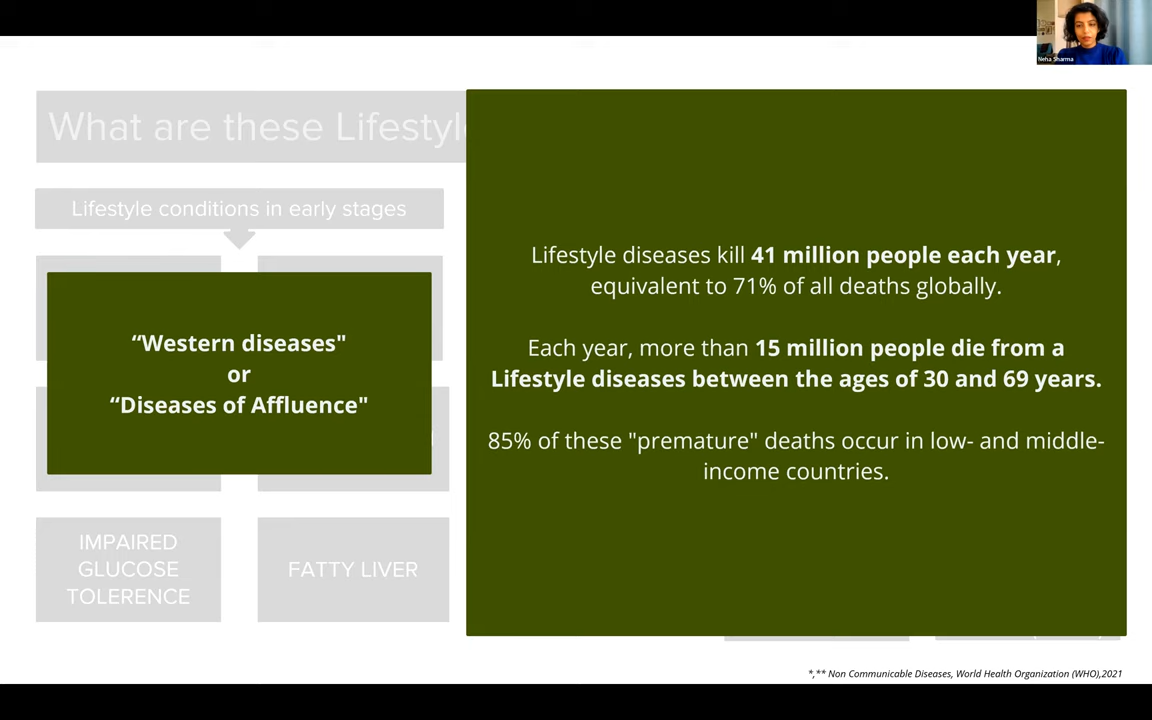 Neha Sharma
What are these Lifestyl
Lifestyle conditions in early stages
“Western diseases"
or
“Diseases of Affluence"
IMPAIRED
GLUCOSE
TOLERENCE
FATTY LIVER
Lifestyle diseases kill 41 million people each year,
equivalent to 71% of all deaths globally.
Each year, more than 15 million people die from a
Lifestyle diseases between the ages of 30 and 69 years.
85% of these "premature" deaths occur in low- and middle-
income countries.
*,** Non Communicable Diseases, World Health Organization (WHO),2021